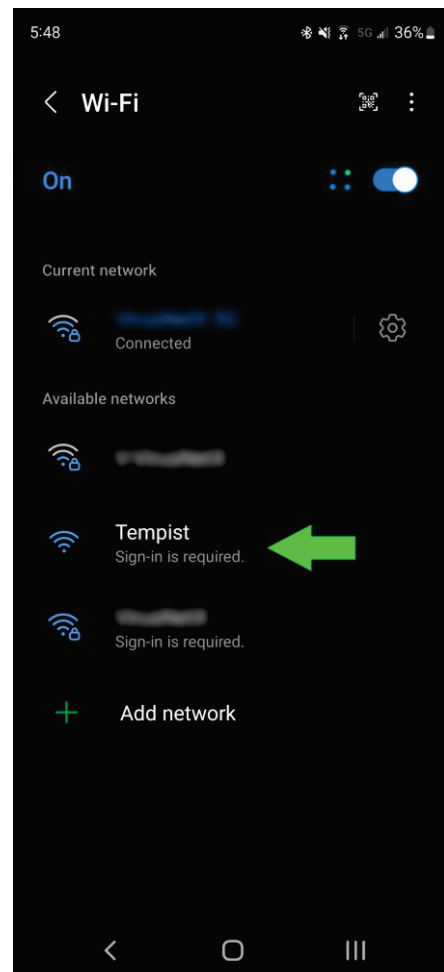 5:48 5G 36%
Wi-Fi
On
Current network
Connected
Available networks
Tempist
Sign-in is required.
Sign-in is required.
Add network